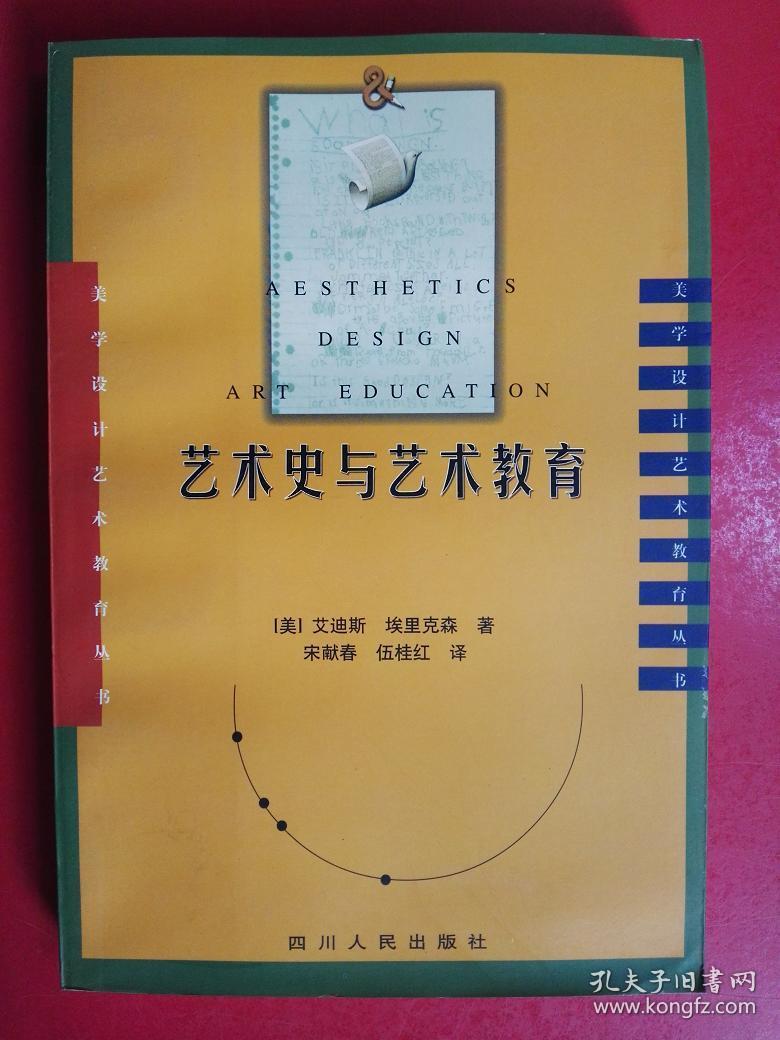 &
What's
AESTHETICS
DESIGN
ART EDUCATION
艺术史与艺术教育
美学设计艺术教育丛书
美学设计艺术教育丛书
[美] 艾迪斯 埃里克森 著
宋献春 伍桂红 译
四川人民出版社
孔夫子旧书网
www.kongfz.com